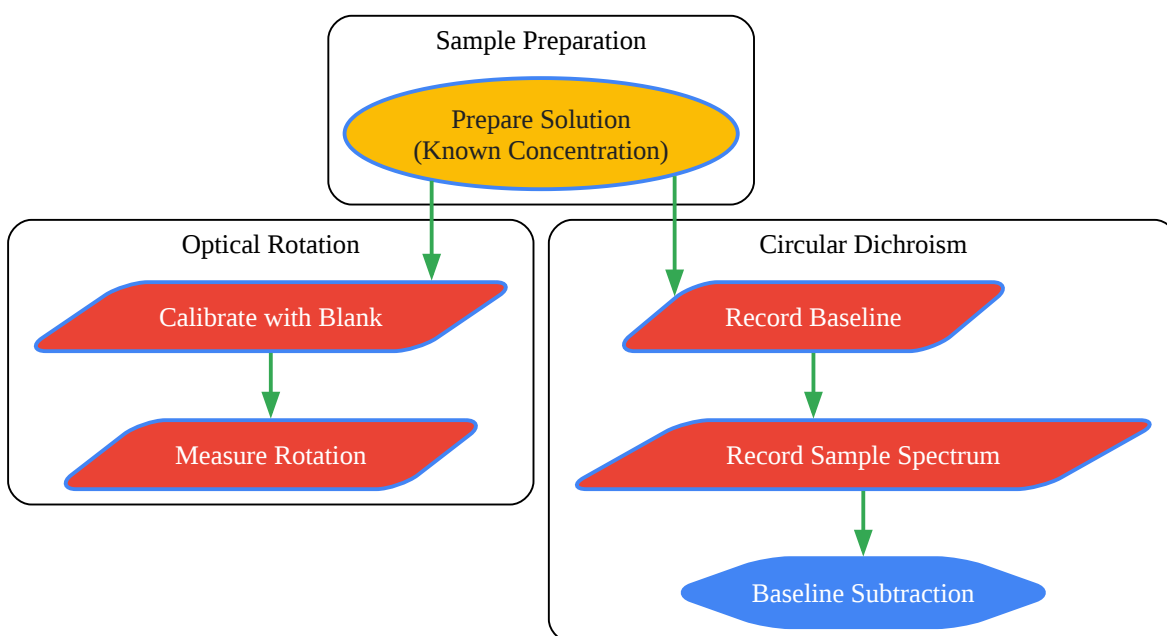 Sample Preparation
Prepare Solution
(Known Concentration)
Optical Rotation
Calibrate with Blank
Measure Rotation
Circular Dichroism
Record Baseline
Record Sample Spectrum
Baseline Subtraction